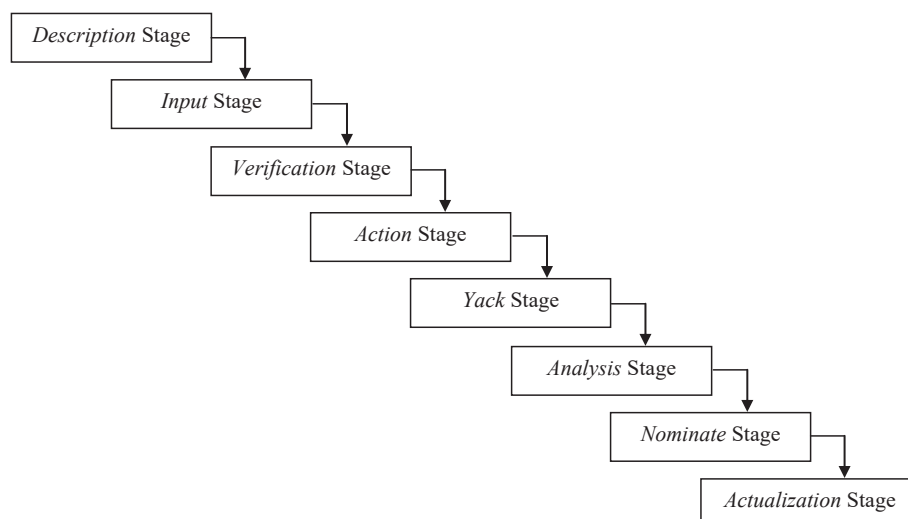 Description Stage
Input Stage
Verification Stage
Action Stage
Yack Stage
Analysis Stage
Nominate Stage
Actualization Stage